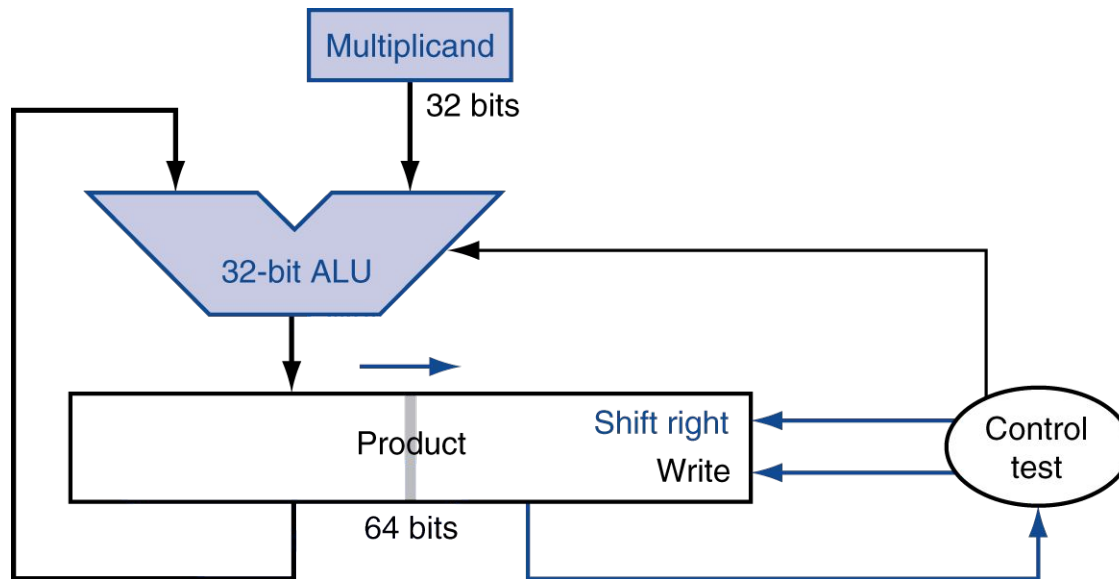 Multiplicand
32 bits
32-bit ALU
Product
Shift right
Write
64 bits
Control
test